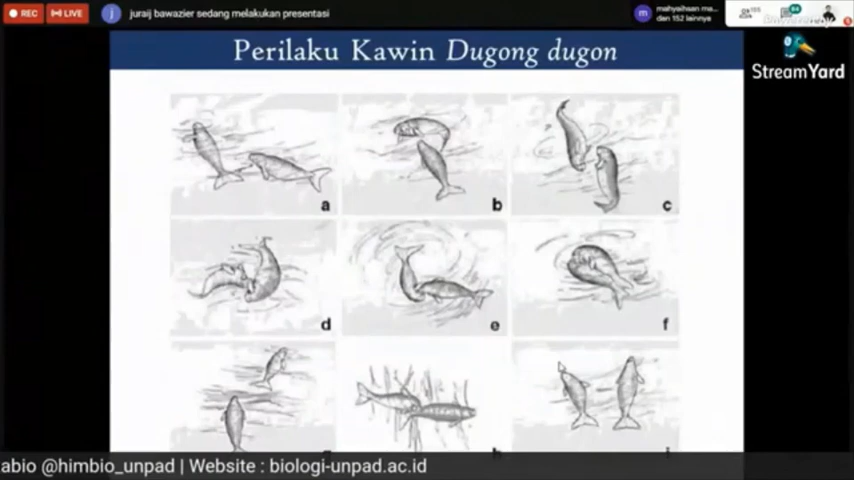 REC
LIVE
j
juraij bawazier sedang melakukan presentasi
m
mahyaihsan ma...
dan 152 lainnya
StreamYard
Perilaku Kawin Dugong dugon
a
b
c
d
e
f
abio @himbio_unpad | Website : biologi-unpad.ac.id